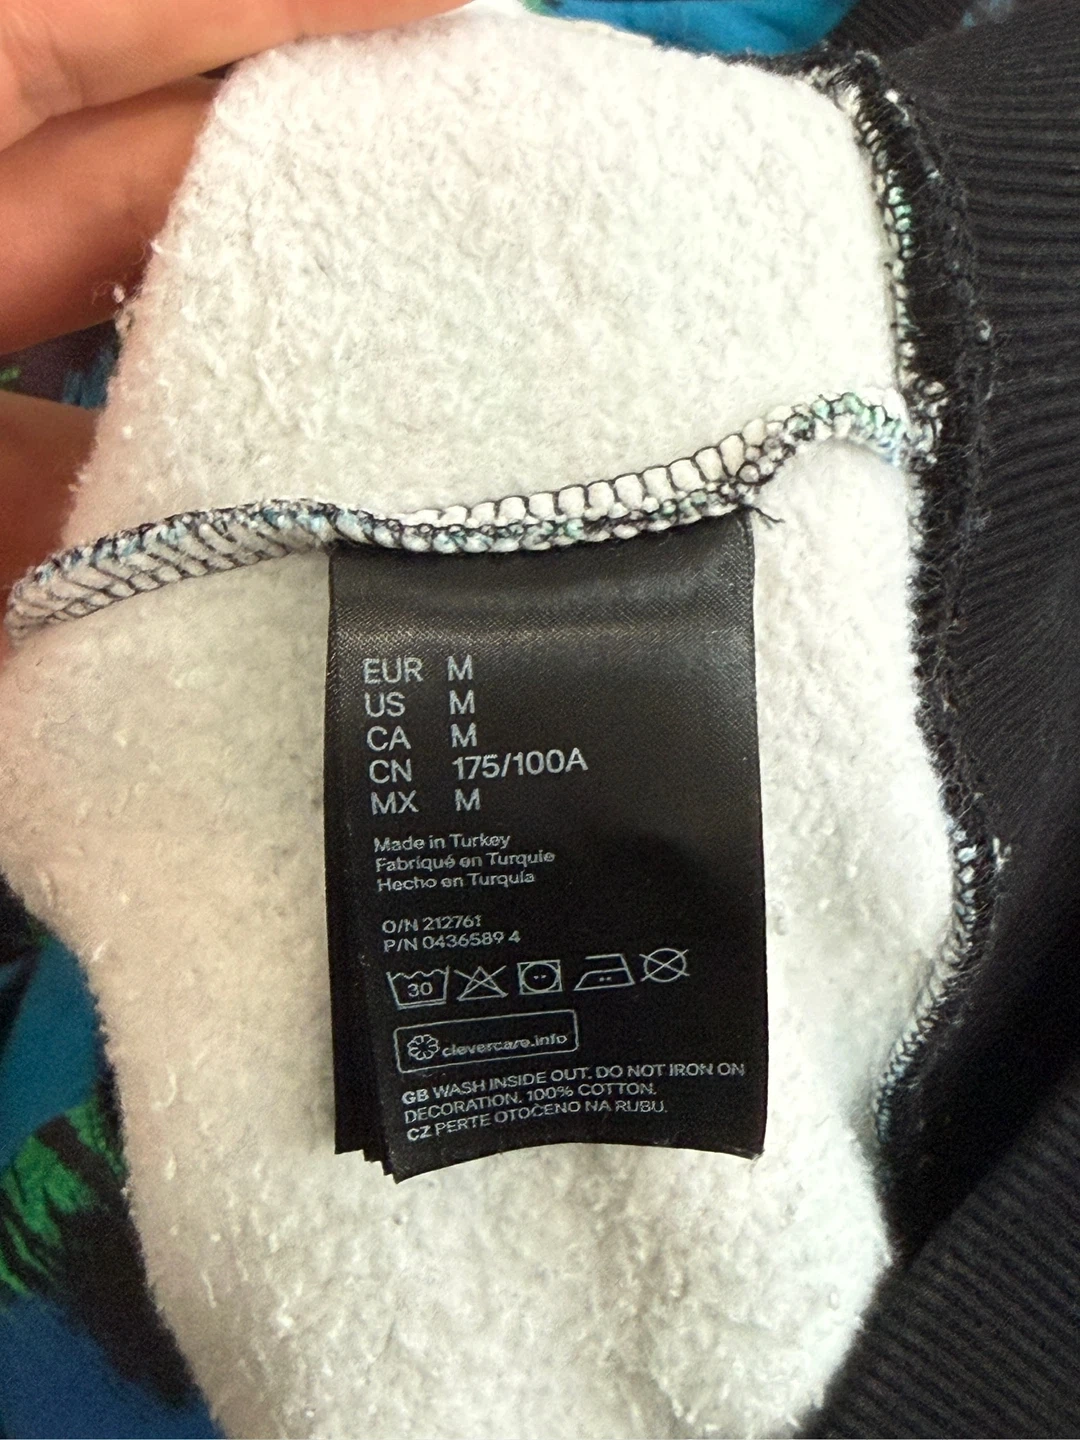 EUR M
US M
CA M
CN 175/100A
MX M
Made in Turkey
Fabriqué en Turquie
Hecho en Turquía
O/N 212761
P/N 0436589 4
30
clevercare.info
GB WASH INSIDE OUT. DO NOT IRON ON
DECORATION. 100% COTTON.
CZ PERTE OTOČENO NA RUBU.